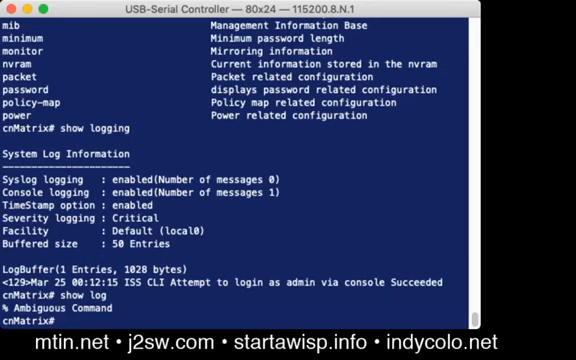 USB-Serial Controller — 80x24 — 115200.8.N.1
mib Management Information Base
minimum Minimum password length
monitor Mirroring information
nvram Current information stored in the nvram
packet Packet related configuration
password displays password related configuration
policy-map Policy map related configuration
power Power related configuration
cnMatrix# show logging
System Log Information
----------------------
Syslog logging : enabled(Number of messages 0)
Console logging : enabled(Number of messages 1)
TimeStamp option : enabled
Severity logging : Critical
Facility : Default (local0)
Buffered size : 50 Entries
LogBuffer(1 Entries, 1028 bytes)
<129>Mar 25 00:12:15 ISS CLI Attempt to login as admin via console Succeeded
cnMatrix# show log
% Ambiguous Command
cnMatrix#
mtin.net • j2sw.com • startawisp.info • indycolo.net